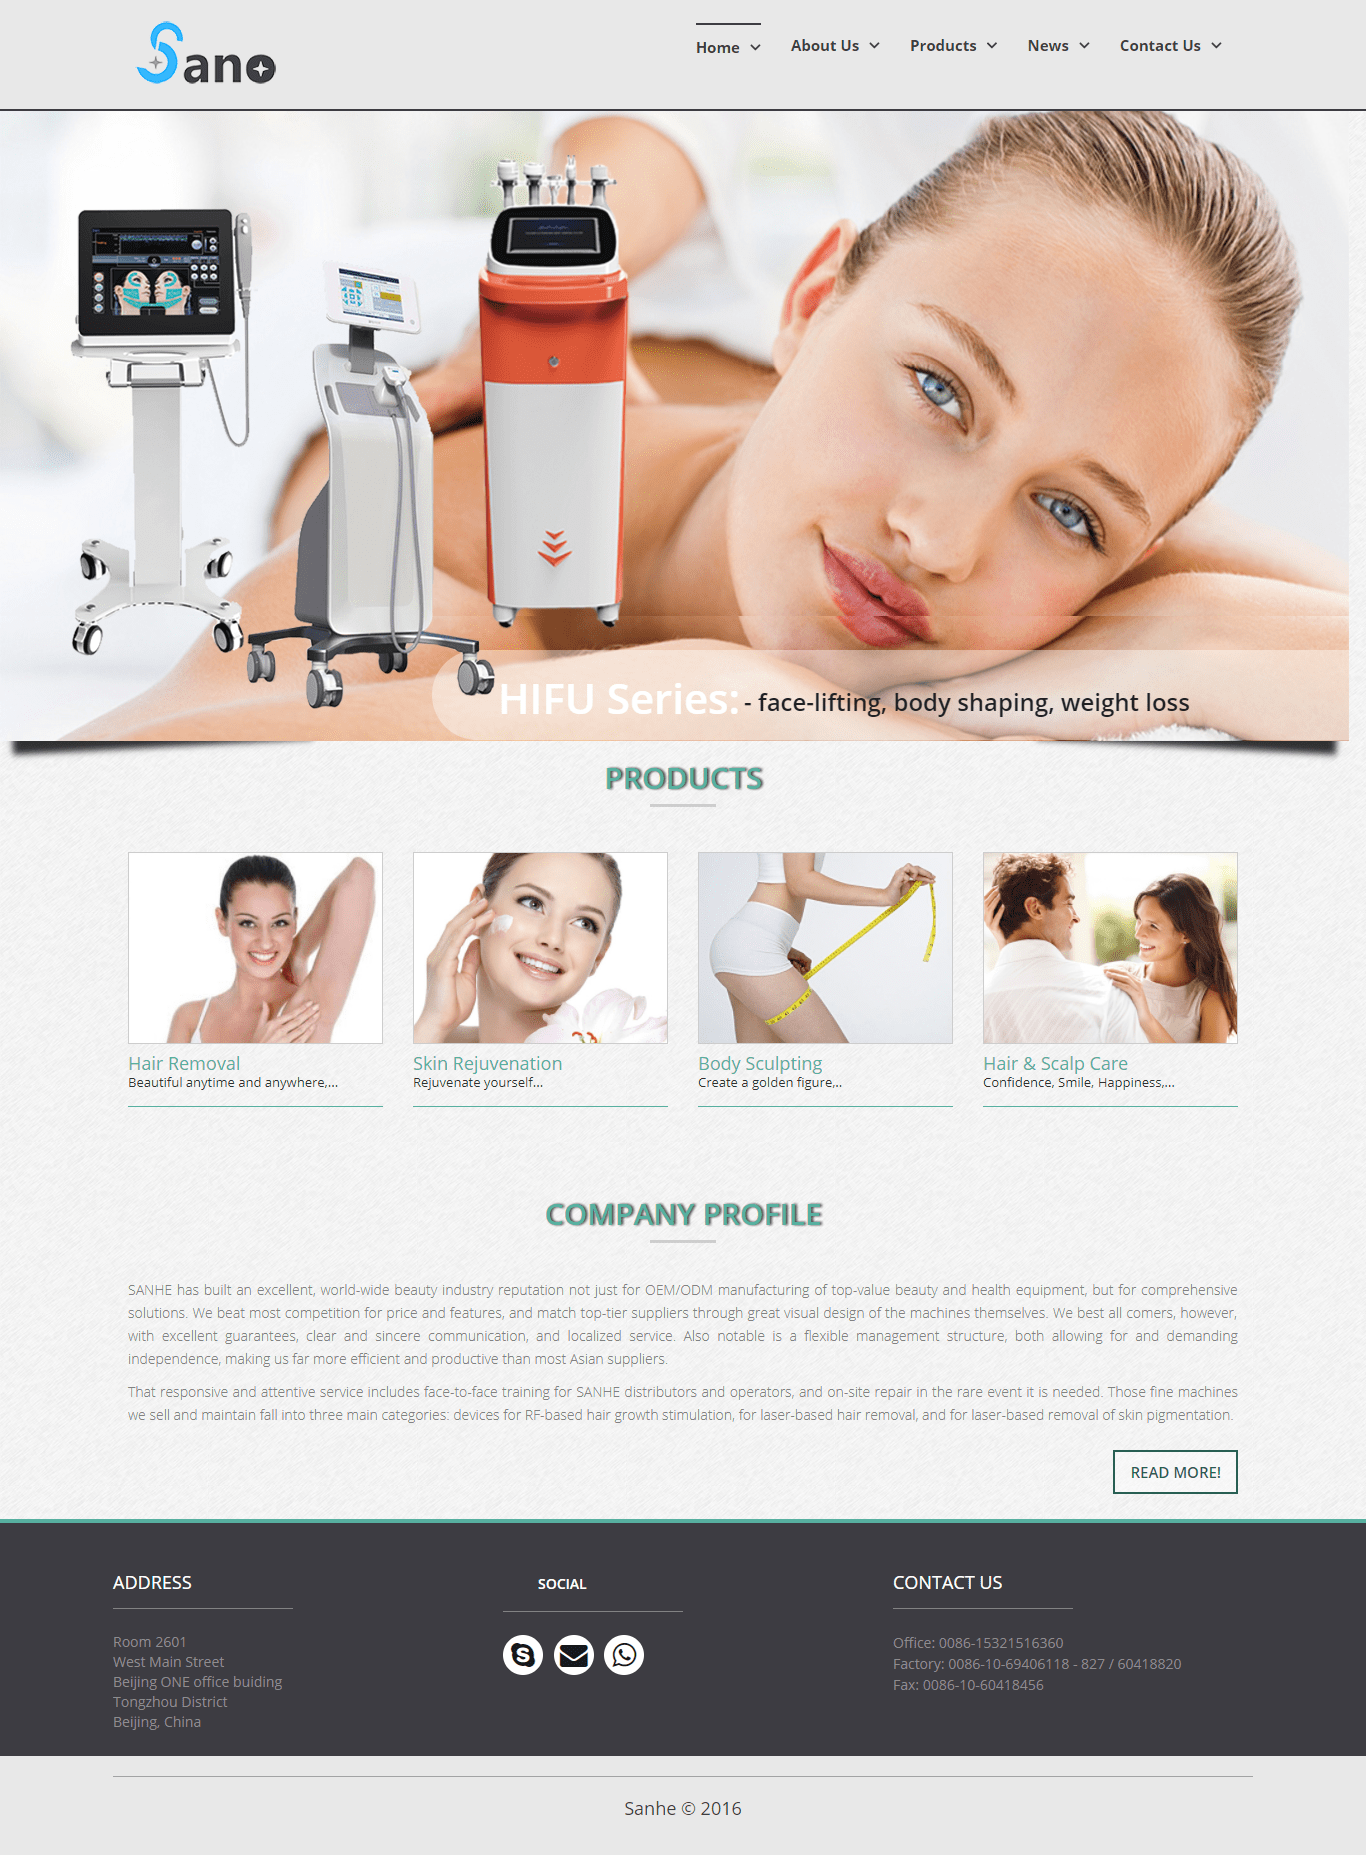 Sano
Home
About Us
Products
News
Contact Us
HIFU Series: - face-lifting, body shaping, weight loss
PRODUCTS
Hair Removal
Beautiful anytime and anywhere,...
Skin Rejuvenation
Rejuvenate yourself...
Body Sculpting
Create a golden figure,..
Hair & Scalp Care
Confidence, Smile, Happiness,...
COMPANY PROFILE
SANHE has built an excellent, world-wide beauty industry reputation not just for OEM/ODM manufacturing of top-value beauty and health equipment, but for comprehensive
solutions. We beat most competition for price and features, and match top-tier suppliers through great visual design of the machines themselves. We best all comers, however,
with excellent guarantees, clear and sincere communication, and localized service. Also notable is a flexible management structure, both allowing for and demanding
independence, making us far more efficient and productive than most Asian suppliers.
That responsive and attentive service includes face-to-face training for SANHE distributors and operators, and on-site repair in the rare event it is needed. Those fine machines
we sell and maintain fall into three main categories: devices for RF-based hair growth stimulation, for laser-based hair removal, and for laser-based removal of skin pigmentation.
READ MORE!
ADDRESS
Room 2601
West Main Street
Beijing ONE office buiding
Tongzhou District
Beijing, China
SOCIAL
CONTACT US
Office: 0086-15321516360
Factory: 0086-10-69406118 - 827 / 60418820
Fax: 0086-10-60418456
Sanhe © 2016